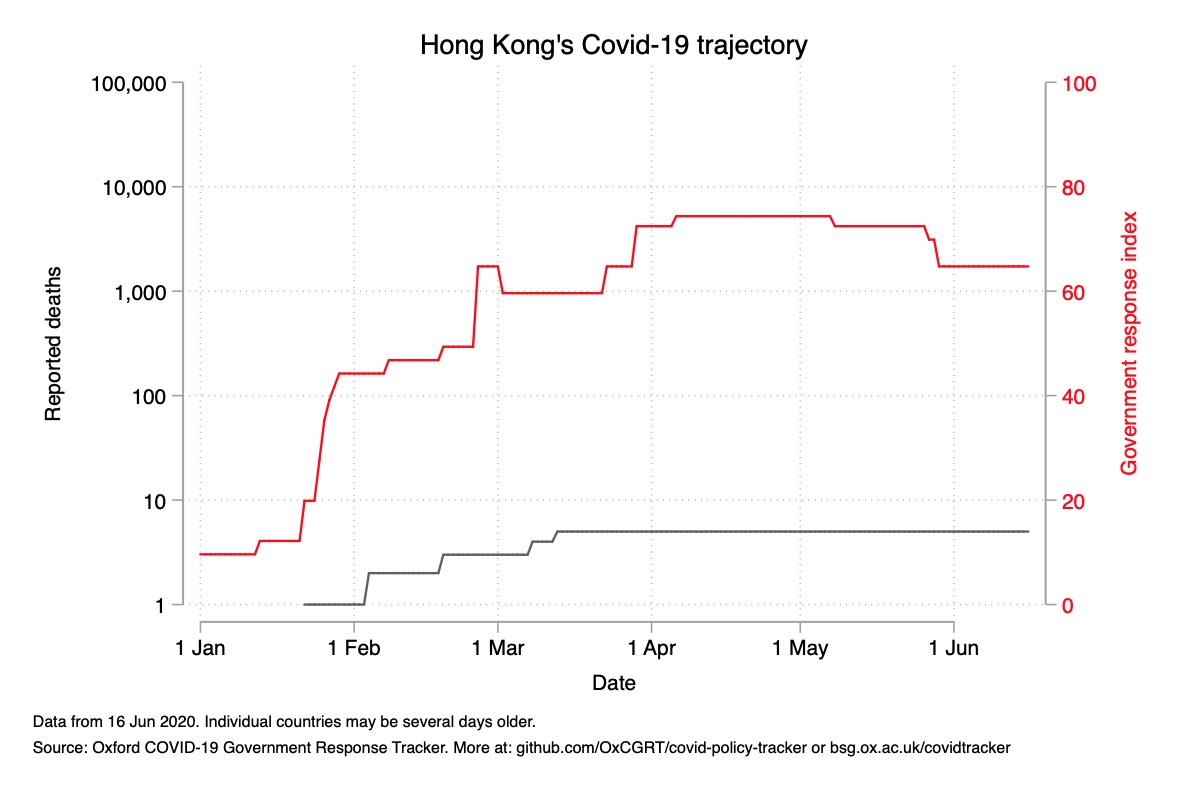 Hong Kong's Covid-19 trajectory
100,000
10,000
1,000
100
10
1
Reported deaths
100
80
60
40
20
0
Government response index
1 Jan
1 Feb
1 Mar
1 Apr
1 May
1 Jun
Date
Data from 16 Jun 2020. Individual countries may be several days older.
Source: Oxford COVID-19 Government Response Tracker. More at: github.com/OxCGRT/covid-policy-tracker or bsg.ox.ac.uk/covidtracker